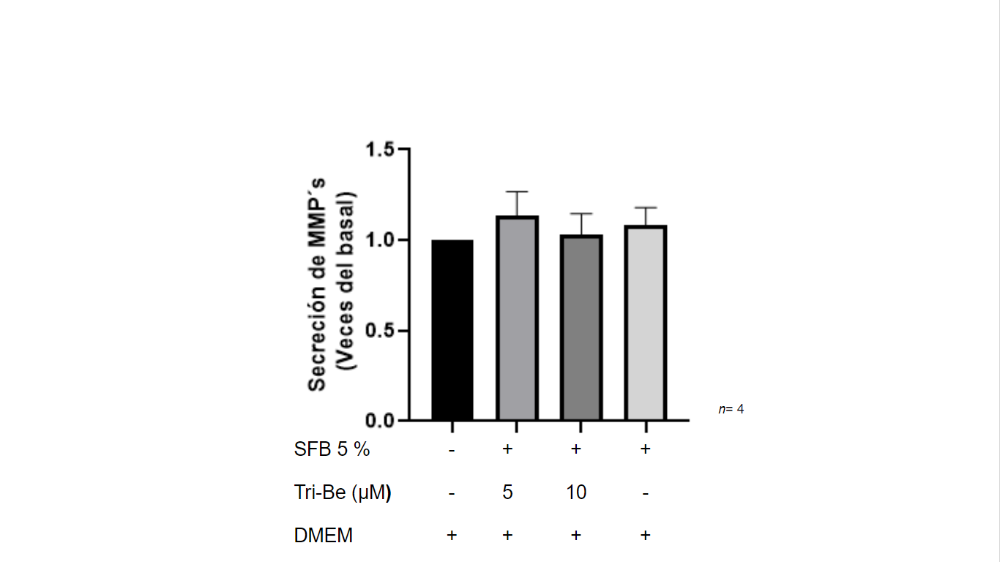 Secreción de MMP´s
(Veces del basal)
1.5
1.0
0.5
0.0
n= 4
SFB 5 % - + + +
Tri-Be (µM) - 5 10 -
DMEM + + + +